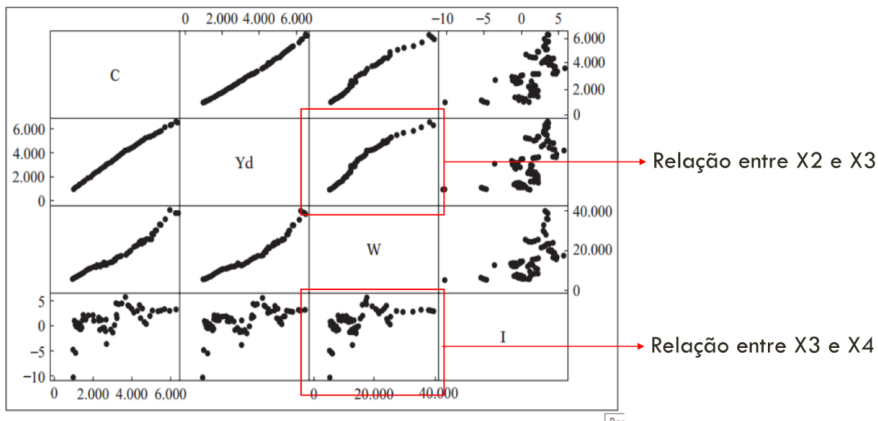 0 2.000 4.000 6.000 −10 −5 0 5
C
6.000
4.000
2.000
0
6.000
4.000
2.000
0
Yd
Relação entre X2 e X3
W
40.000
20.000
0
5
0
−5
−10
I
Relação entre X3 e X4
0 2.000 4.000 6.000 0 20.000 40.000